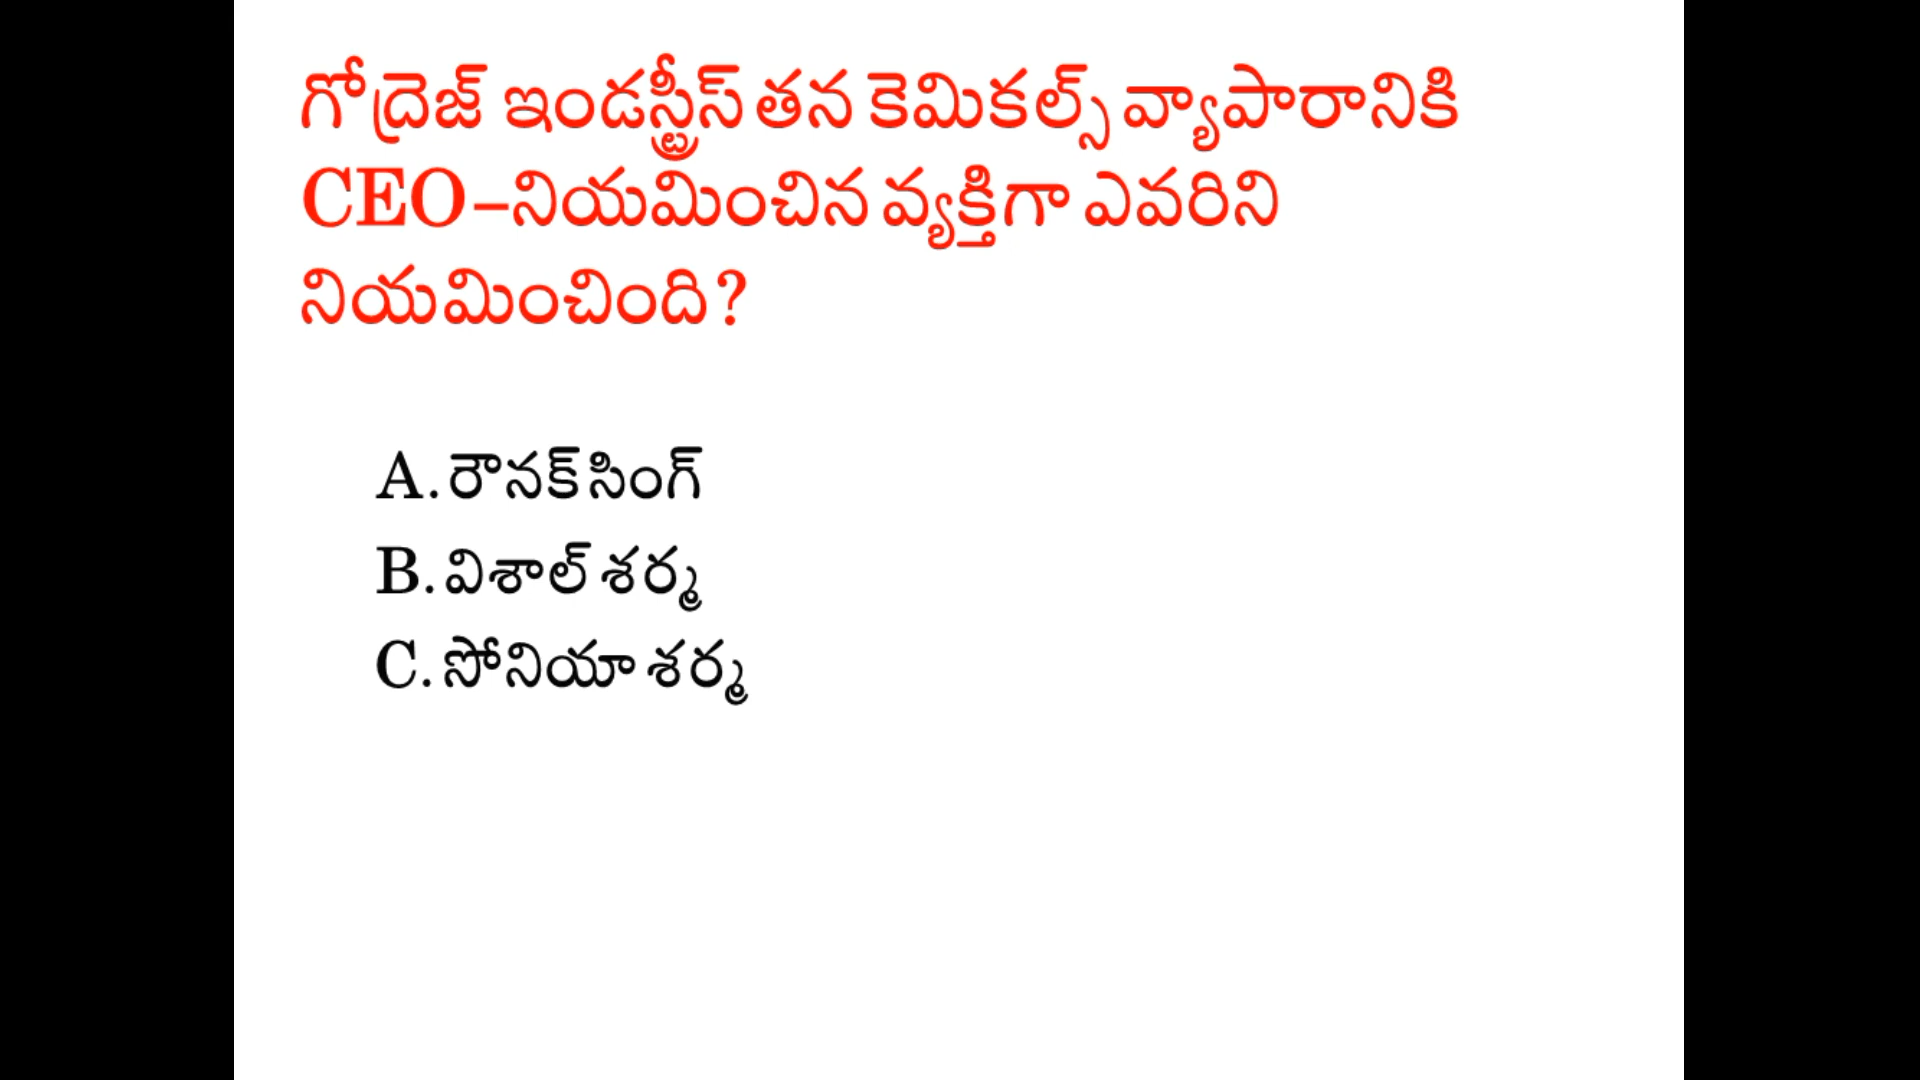 గోద్రెజ్ ఇండస్ట్రీస్ తన కెమికల్స్ వ్యాపారానికి
CEO-నియమించిన వ్యక్తిగా ఎవరిని
నియమించింది?
A. రౌనక్ సింగ్
B. విశాల్ శర్మ
C. సోనియా శర్మ